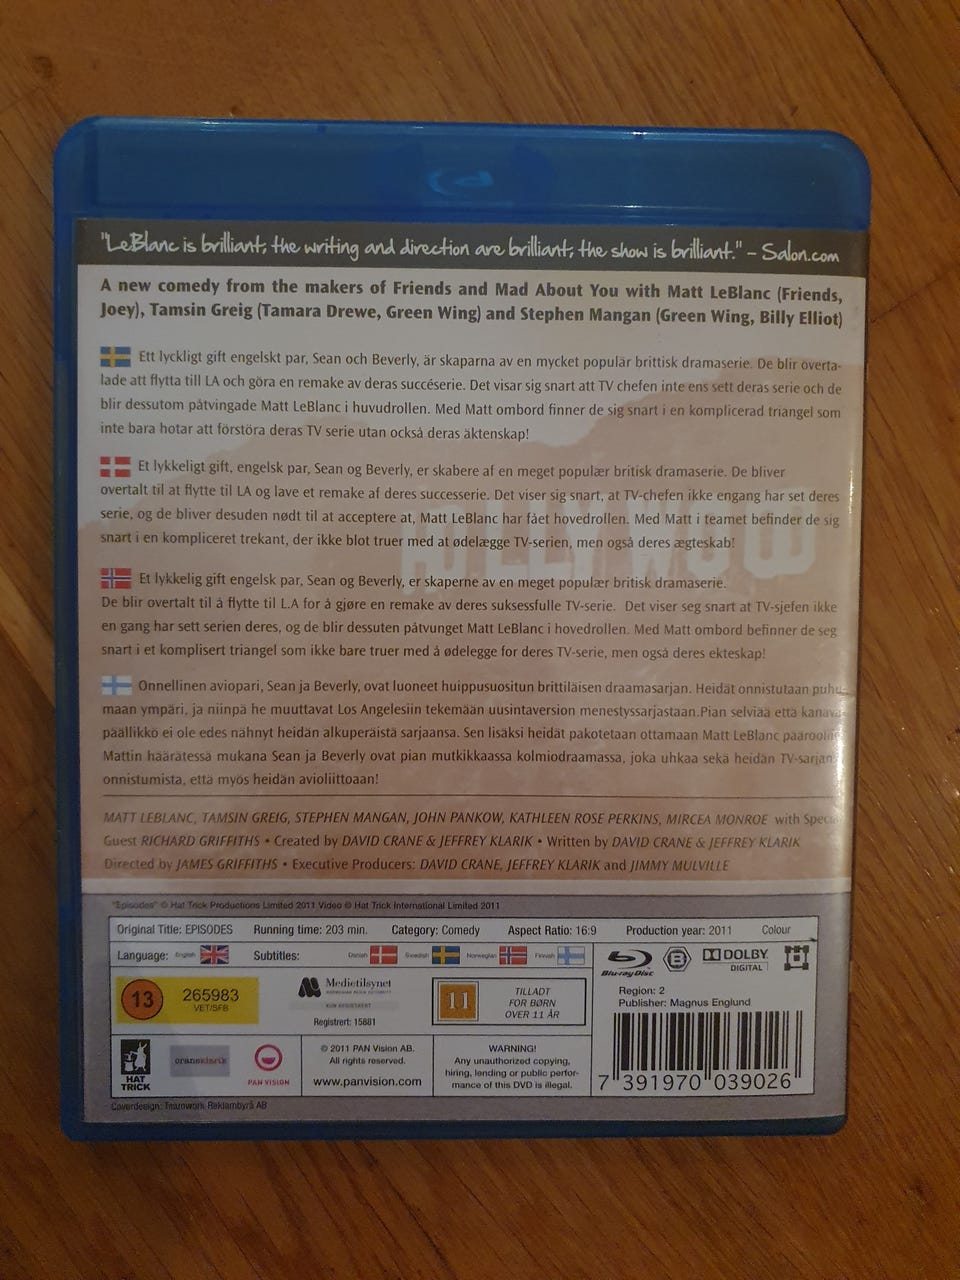 "LeBlanc is brilliant; the writing and direction are brilliant; the show is brilliant." – Salon.com
A new comedy from the makers of Friends and Mad About You with Matt LeBlanc (Friends,
Joey), Tamsin Greig (Tamara Drewe, Green Wing) and Stephen Mangan (Green Wing, Billy Elliot)
Ett lyckligt gift engelskt par, Sean och Beverly, är skaparna av en mycket populär brittisk dramaserie. De blir överta-
lade att flytta till LA och göra en remake av deras succéserie. Det visar sig snart att TV chefen inte ens sett deras serie och de
blir dessutom påtvingade Matt LeBlanc i huvudrollen. Med Matt ombord finner de sig snart i en komplicerad triangel som
inte bara hotar att förstöra deras TV serie utan också deras äktenskap!
Et lykkeligt gift, engelsk par, Sean og Beverly, er skabere af en meget populær britisk dramaserie. De bliver
overtalt til at flytte til LA og lave et remake af deres successerie. Det viser sig snart, at TV-chefen ikke engang har set deres
serie, og de bliver desuden nødt til at acceptere at, Matt LeBlanc har fået hovedrollen. Med Matt i teamet befinder de sig
snart i en kompliceret trekant, der ikke blot truer med at ødelægge TV-serien, men også deres ægteskab!
Et lykkelig gift engelsk par, Sean og Beverly, er skaperne av en meget populær britisk dramaserie.
De blir overtalt til å flytte til L.A for å gjøre en remake av deres suksessfulle TV-serie. Det viser seg snart at TV-sjefen ikke
en gang har sett serien deres, og de blir dessuten påtvunget Matt LeBlanc i hovedrollen. Med Matt ombord befinner de seg
snart i et komplisert triangel som ikke bare truer med å ødelegge for deres TV-serie, men også deres ekteskap!
Onnellinen aviopari, Sean ja Beverly, ovat luoneet huippusuositun brittiläisen draamasarjan. Heidät onnistutaan puhu-
maan ympäri, ja niinpä he muuttavat Los Angelesiin tekemään uusintaversion menestyssarjastaan.Pian selviää että kanava-
päällikkö ei ole edes nähnyt heidän alkuperäistä sarjaansa. Sen lisäksi heidät pakotetaan ottamaan Matt LeBlanc päärooliin.
Mattin häärätessä mukana Sean ja Beverly ovat pian mutkikkaassa kolmiodraamassa, joka uhkaa sekä heidän TV-sarjan
onnistumista, että myös heidän avioliittoaan!
MATT LEBLANC, TAMSIN GREIG, STEPHEN MANGAN, JOHN PANKOW, KATHLEEN ROSE PERKINS, MIRCEA MONROE with Special
Guest RICHARD GRIFFITHS • Created by DAVID CRANE & JEFFREY KLARIK • Written by DAVID CRANE & JEFFREY KLARIK
Directed by JAMES GRIFFITHS • Executive Producers: DAVID CRANE, JEFFREY KLARIK and JIMMY MULVILLE
"Episodes" © Hat Trick Productions Limited 2011 Video © Hat Trick International Limited 2011
Original Title: EPISODES Running time: 203 min. Category: Comedy Aspect Ratio: 16:9 Production year: 2011 Colour
Language: English Subtitles: Danish Swedish Norwegian Finnish
Blu-ray Disc B DOLBY DIGITAL
Region: 2
Publisher: Magnus Englund
13 265983
VET/SFB
Medietilsynet
Registrert: 15881
11 TILLADT
FOR BØRN
OVER 11 ÅR
HAT
TRICK
craneklarik
PAN VISION
© 2011 PAN Vision AB.
All rights reserved.
www.panvision.com
WARNING!
Any unauthorized copying,
hiring, lending or public perfor-
mance of this DVD is illegal.
7 391970 039026
Coverdesign: Teamwork Reklambyrå AB
HOLLYWOOD